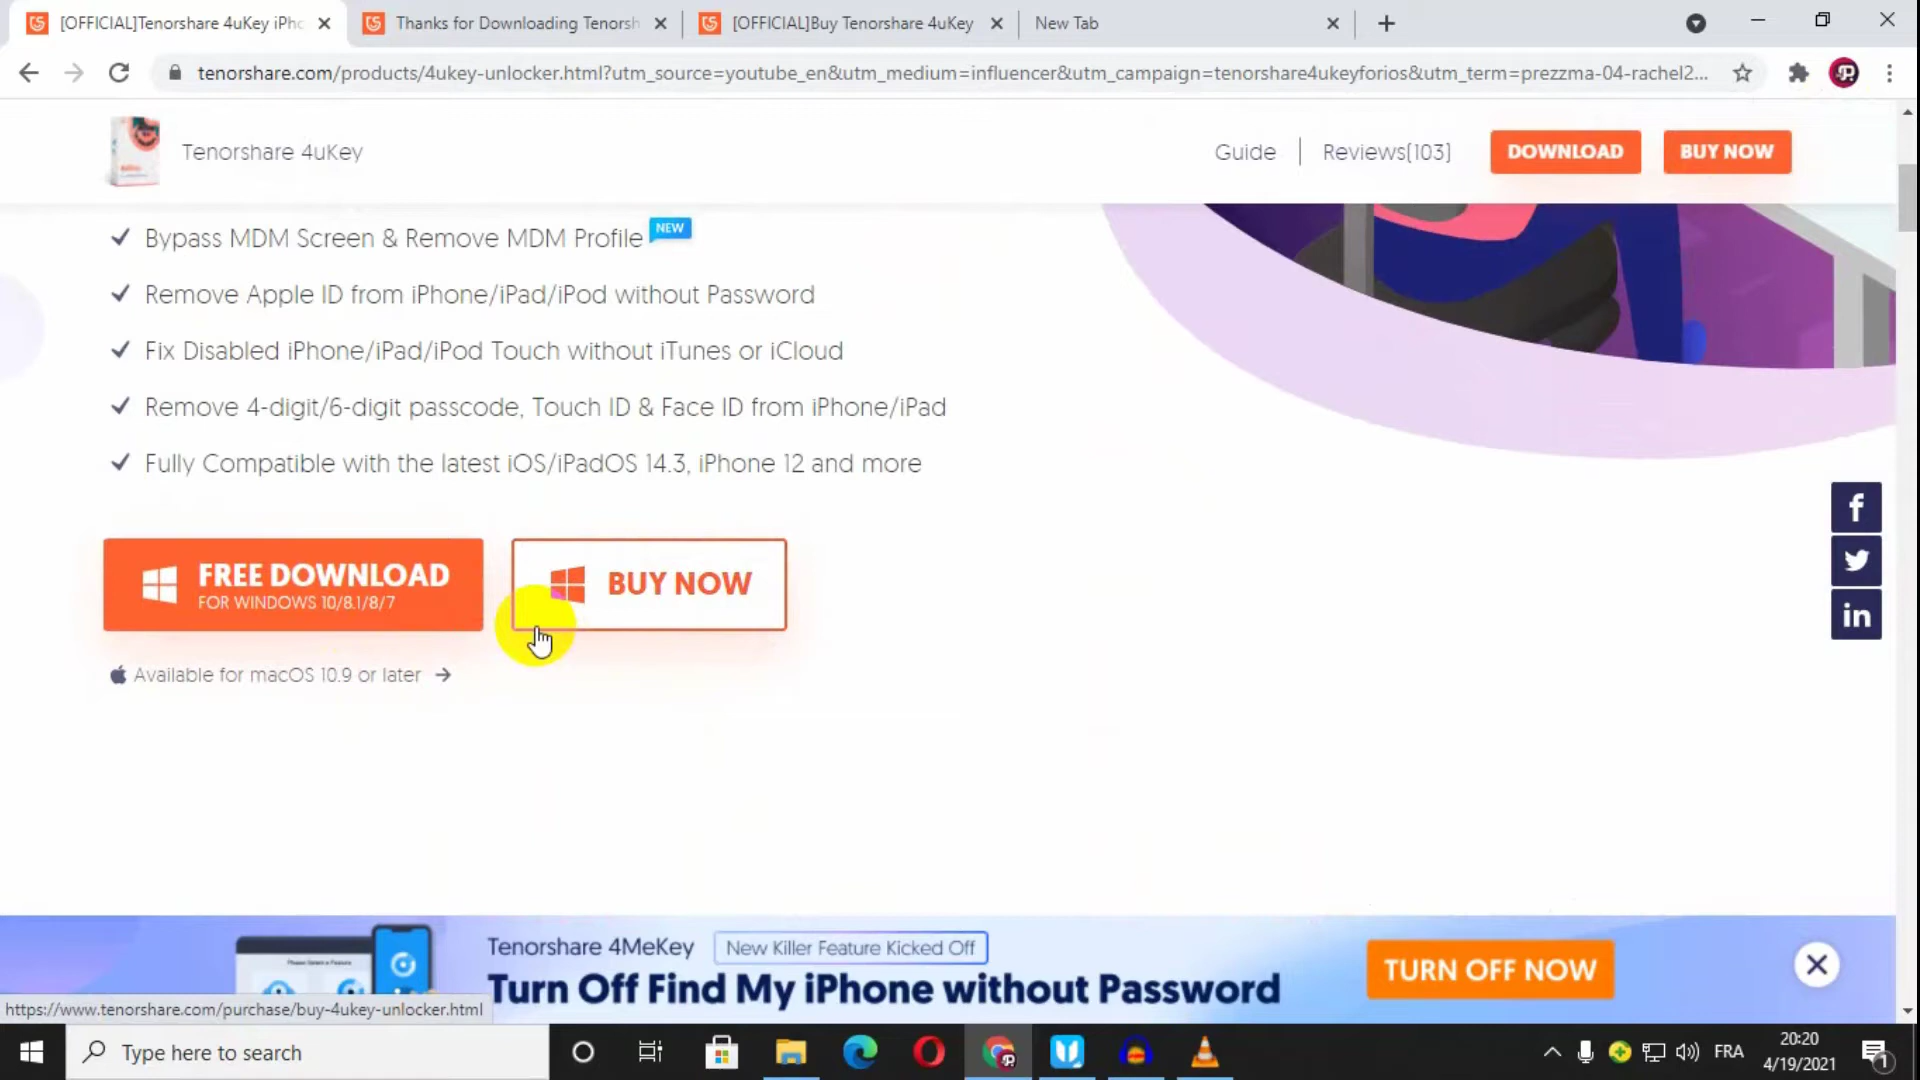 [OFFICIAL]Tenorshare 4uKey iPho
Thanks for Downloading Tenorsh
[OFFICIAL]Buy Tenorshare 4uKey
New Tab
tenorshare.com/products/4ukey-unlocker.html?utm_source=youtube_en&utm_medium=influencer&utm_campaign=tenorshare4ukeyforios&utm_term=prezzma-04-rachel2...
Tenorshare 4uKey
Guide
Reviews(103)
DOWNLOAD
BUY NOW
Bypass MDM Screen & Remove MDM Profile NEW
Remove Apple ID from iPhone/iPad/iPod without Password
Fix Disabled iPhone/iPad/iPod Touch without iTunes or iCloud
Remove 4-digit/6-digit passcode, Touch ID & Face ID from iPhone/iPad
Fully Compatible with the latest iOS/iPadOS 14.3, iPhone 12 and more
FREE DOWNLOAD
FOR WINDOWS 10/8.1/8/7
BUY NOW
Available for macOS 10.9 or later
Tenorshare 4MeKey
New Killer Feature Kicked Off
Turn Off Find My iPhone without Password
TURN OFF NOW
https://www.tenorshare.com/purchase/buy-4ukey-unlocker.html
Type here to search
FRA
20:20
4/19/2021
1